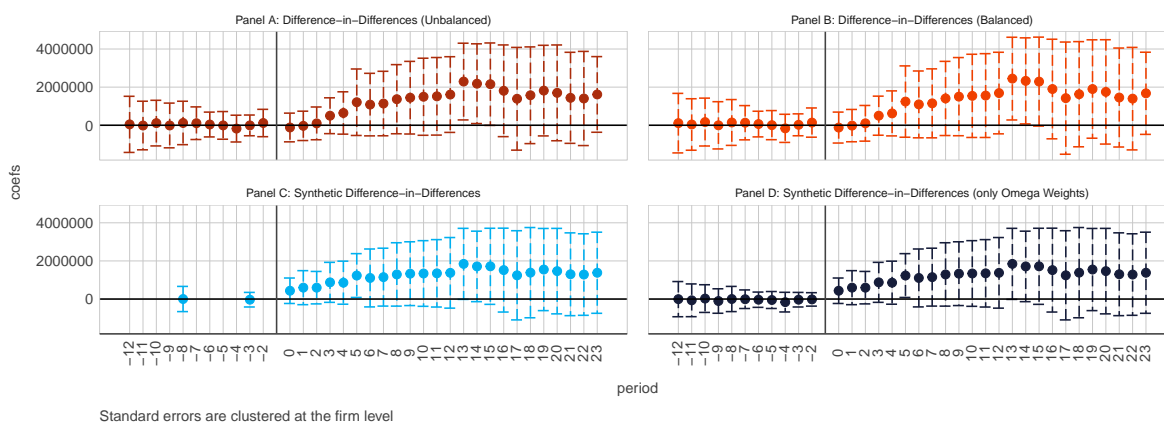 Panel A: Difference−in−Differences (Unbalanced)
Panel B: Difference−in−Differences (Balanced)
4000000
2000000
0
Panel C: Synthetic Difference−in−Differences
Panel D: Synthetic Difference−in−Differences (only Omega Weights)
4000000
2000000
0
coefs
−12 −11 −10 −9 −8 −7 −6 −5 −4 −3 −2 0 1 2 3 4 5 6 7 8 9 10 11 12 13 14 15 16 17 18 19 20 21 22 23
−12 −11 −10 −9 −8 −7 −6 −5 −4 −3 −2 0 1 2 3 4 5 6 7 8 9 10 11 12 13 14 15 16 17 18 19 20 21 22 23
period
Standard errors are clustered at the firm level